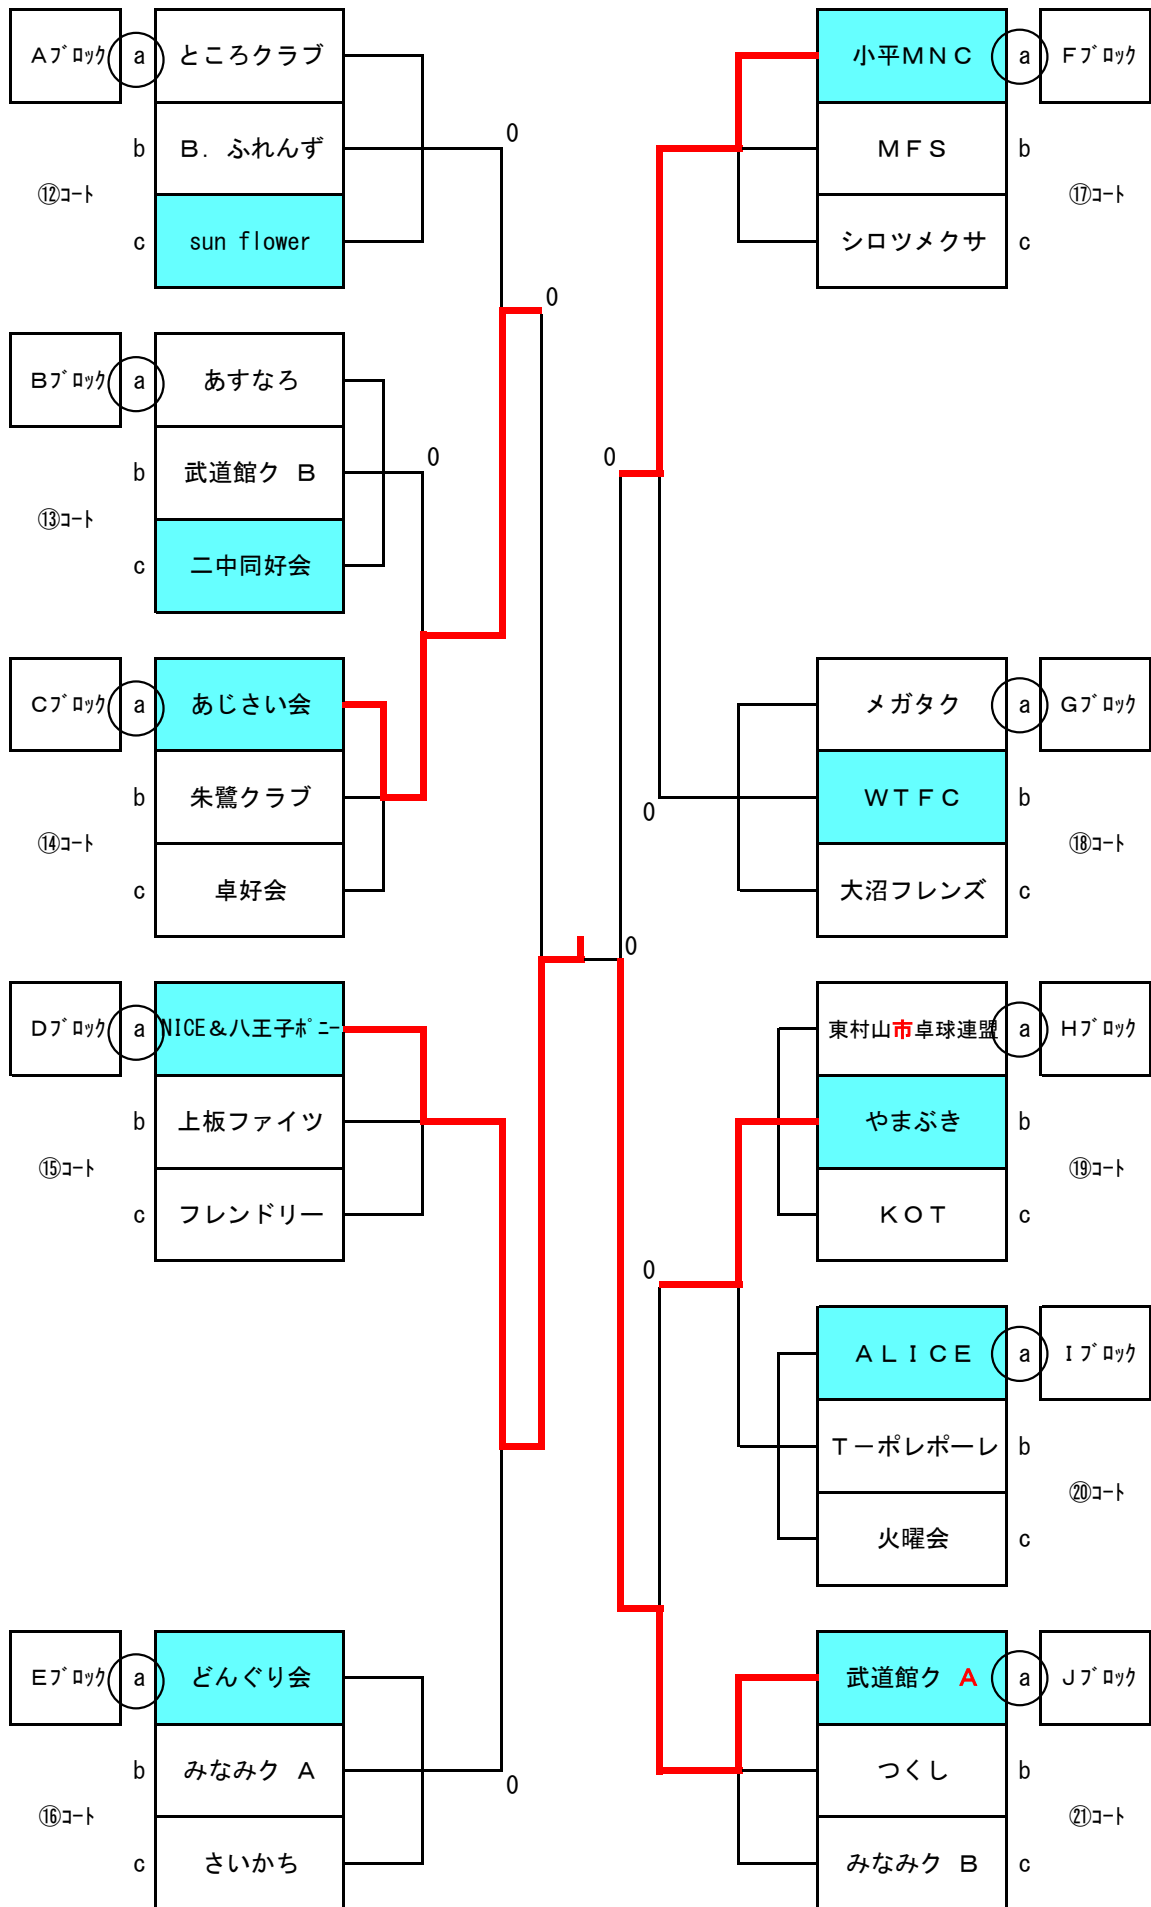 Aブロック a ところクラブ
b B．ふれんず
⑫コート
c sun flower
0
0
Bブロック a あすなろ
b 武道館ク B
⑬コート
c 二中同好会
0
Cブロック a あじさい会
b 朱鷺クラブ
⑭コート
c 卓好会
Dブロック a NICE＆八王子ポニー
b 上板ファイツ
⑮コート
c フレンドリー
Eブロック a どんぐり会
b みなみク A
⑯コート
c さいかち
0
0
小平MNC a Fブロック
MFS b
⑰コート
シロツメクサ c
0
メガタク a Gブロック
WTFC b
⑱コート
大沼フレンズ c
0
東村山市卓球連盟 a Hブロック
やまぶき b
⑲コート
KOT c
0
ALICE a Iブロック
T－ポレポーレ b
⑳コート
火曜会 c
武道館ク A a Jブロック
つくし b
㉑コート
みなみク B c